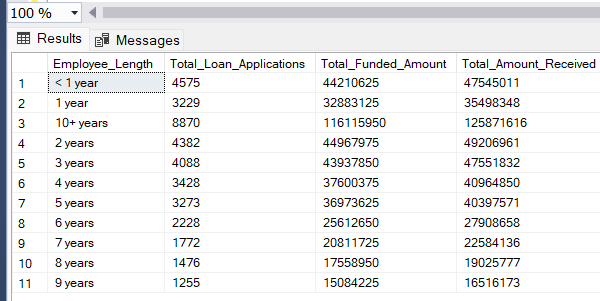 100 %
Results Messages
Employee_Length Total_Loan_Applications Total_Funded_Amount Total_Amount_Received
1 < 1 year 4575 44210625 47545011
2 1 year 3229 32883125 35498348
3 10+ years 8870 116115950 125871616
4 2 years 4382 44967975 49206961
5 3 years 4088 43937850 47551832
6 4 years 3428 37600375 40964850
7 5 years 3273 36973625 40397571
8 6 years 2228 25612650 27908658
9 7 years 1772 20811725 22584136
10 8 years 1476 17558950 19025777
11 9 years 1255 15084225 16516173